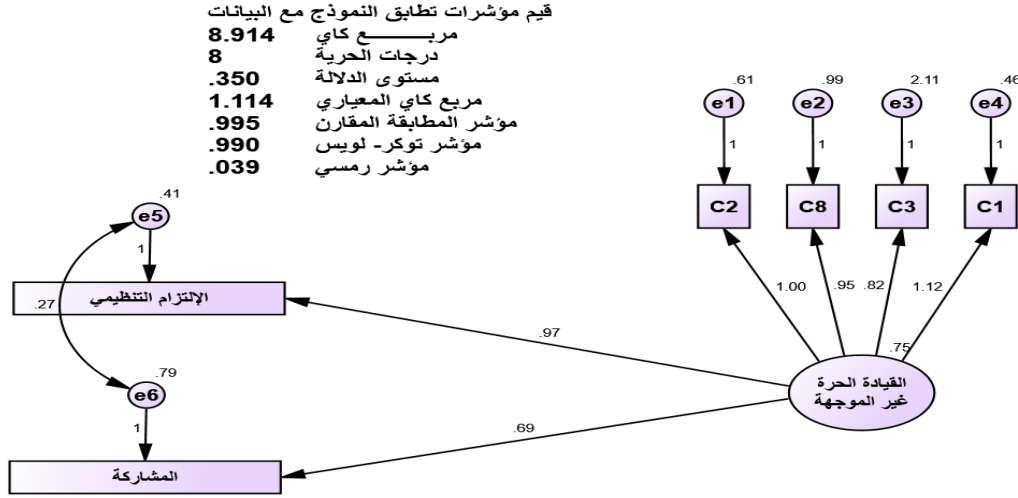 قيم مؤشرات تطابق النموذج مع البيانات
مربــــــــع كاي 8.914
درجات الحرية 8
مستوى الدلالة .350
مربع كاي المعياري 1.114
مؤشر المطابقة المقارن .995
مؤشر توكر- لويس .990
مؤشر رمسي .039
.61 .99 2.11 .46
e1 e2 e3 e4
1 1 1 1
C2 C8 C3 C1
1.00 .95 .82 1.12
.75
القيادة الحرة
غير الموجهة
.41
e5
1
الإلتزام التنظيمي
.27
.97
.79
e6
1
.69
المشاركة